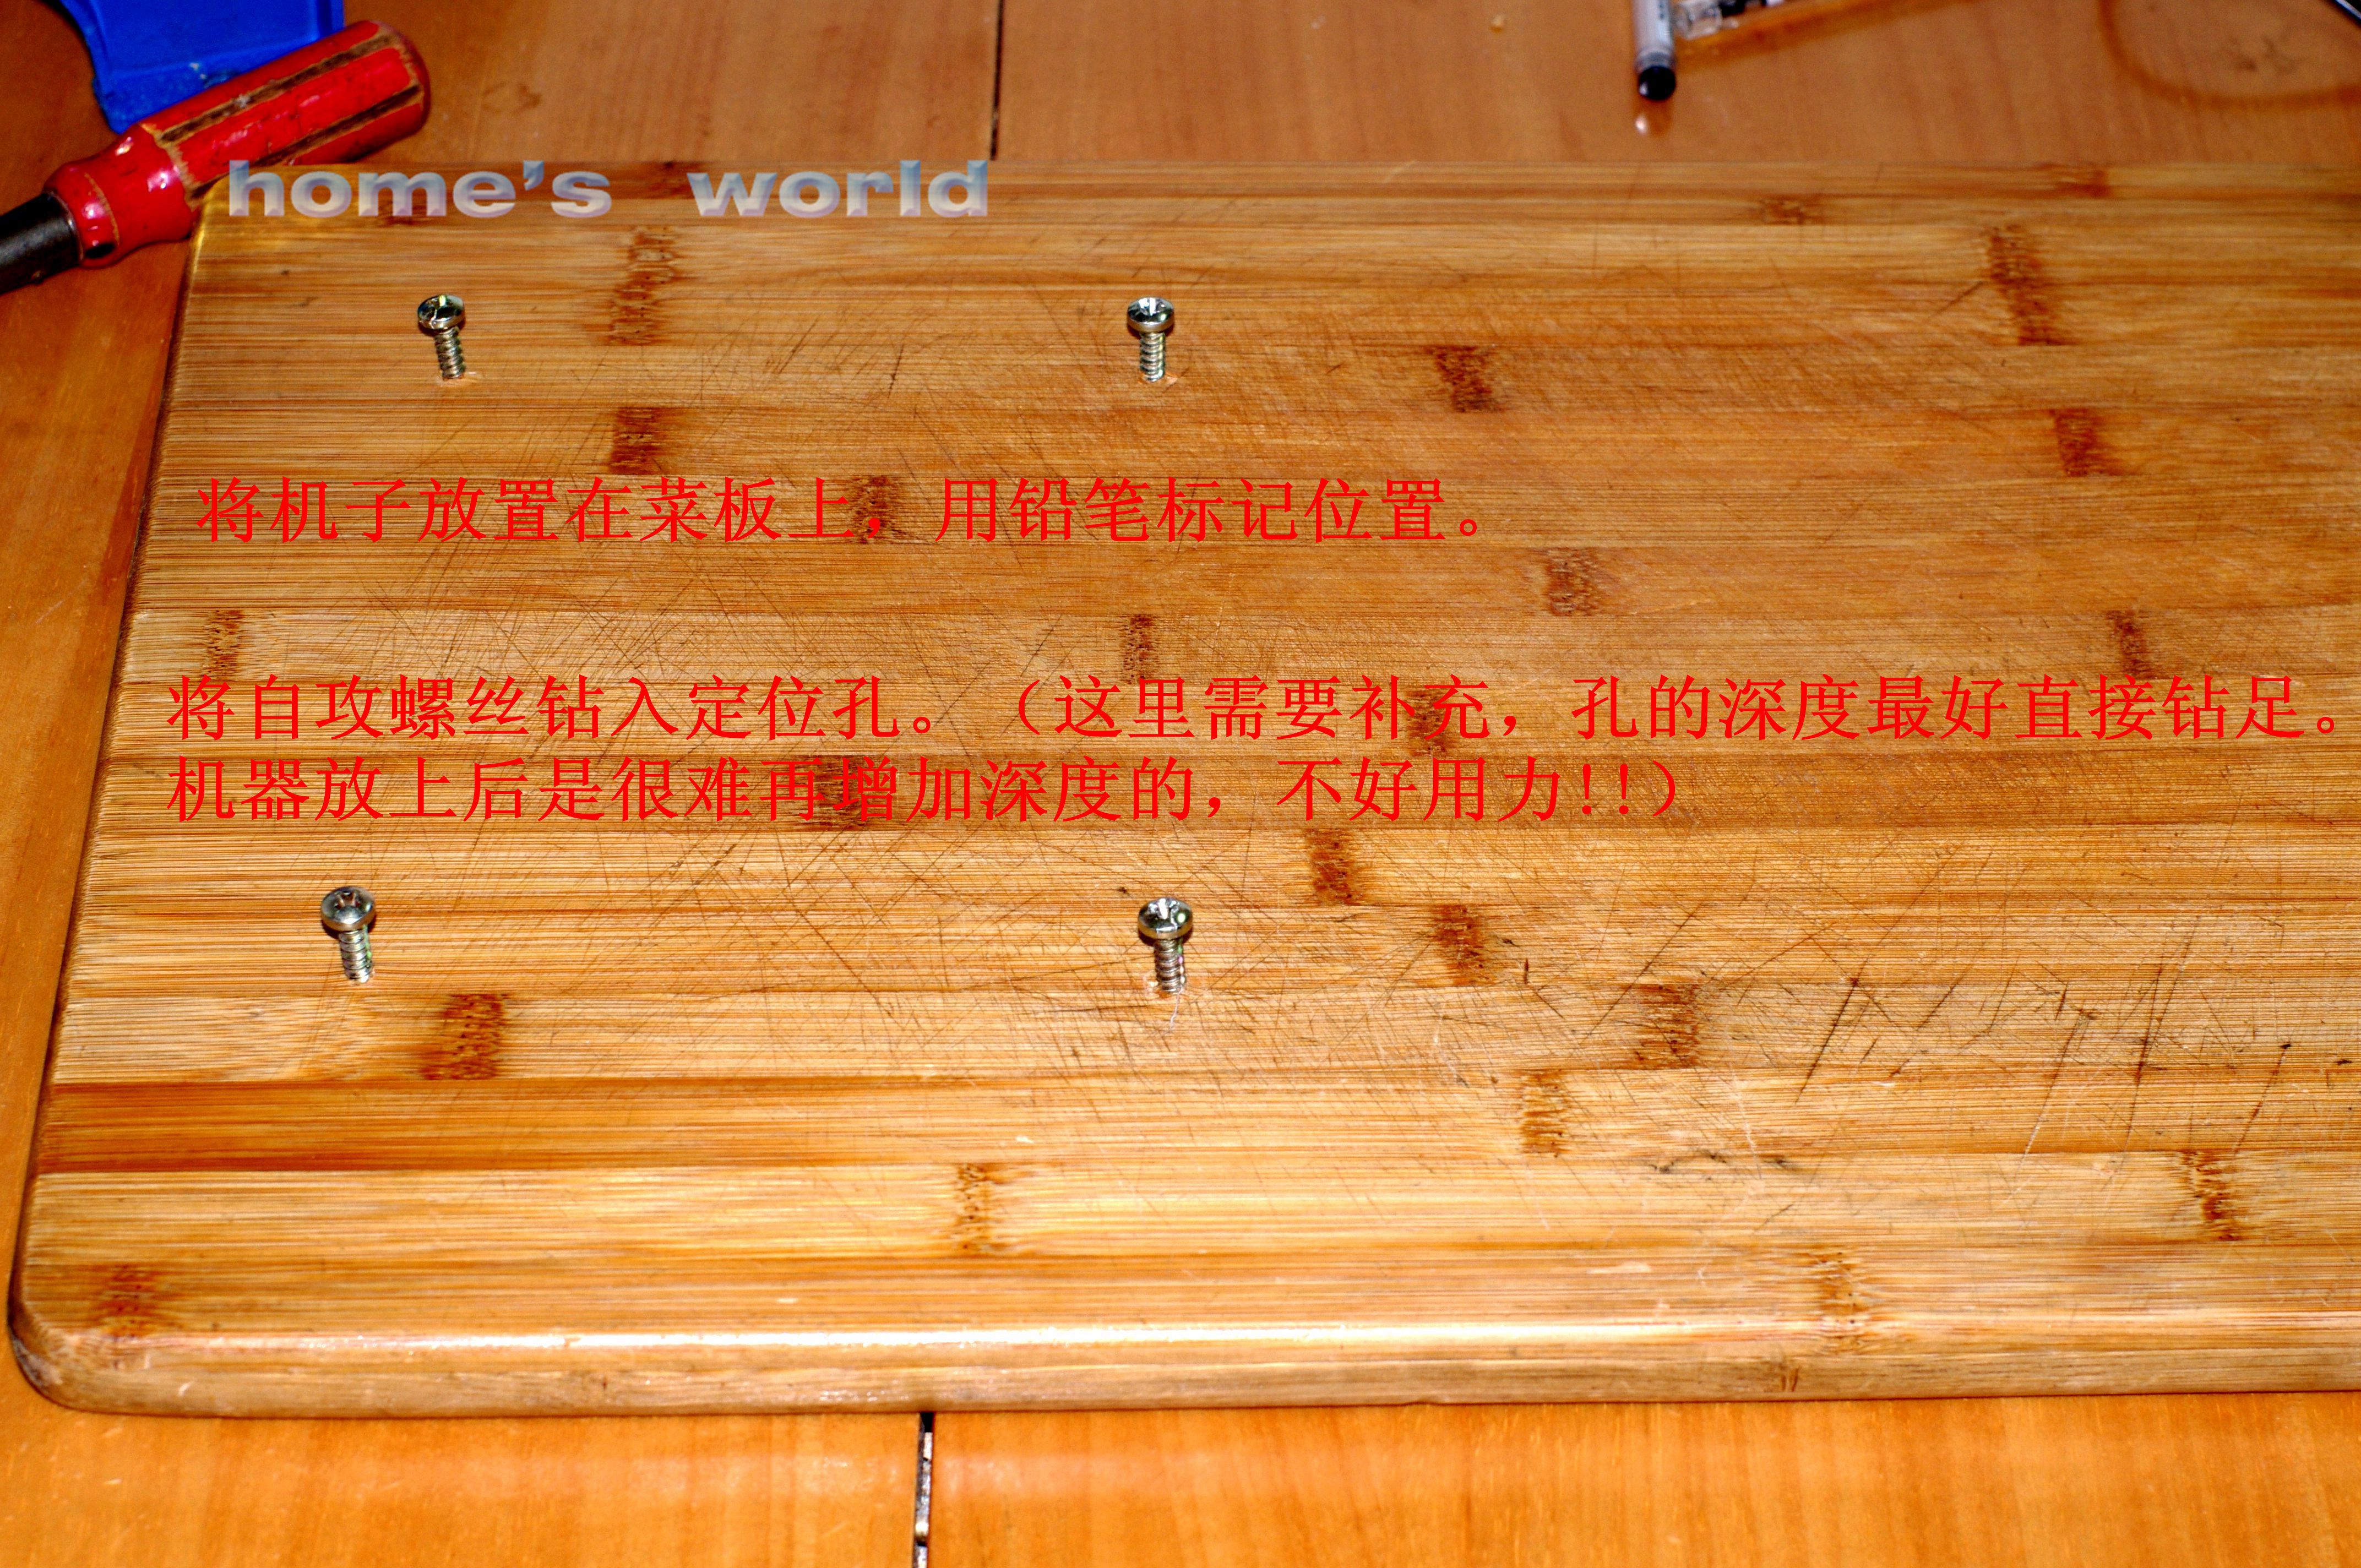 home's world
将机子放置在菜板上，用铅笔标记位置。
将自攻螺丝钻入定位孔。（这里需要补充，孔的深度最好直接钻足。
机器放上后是很难再增加深度的，不好用力!!）